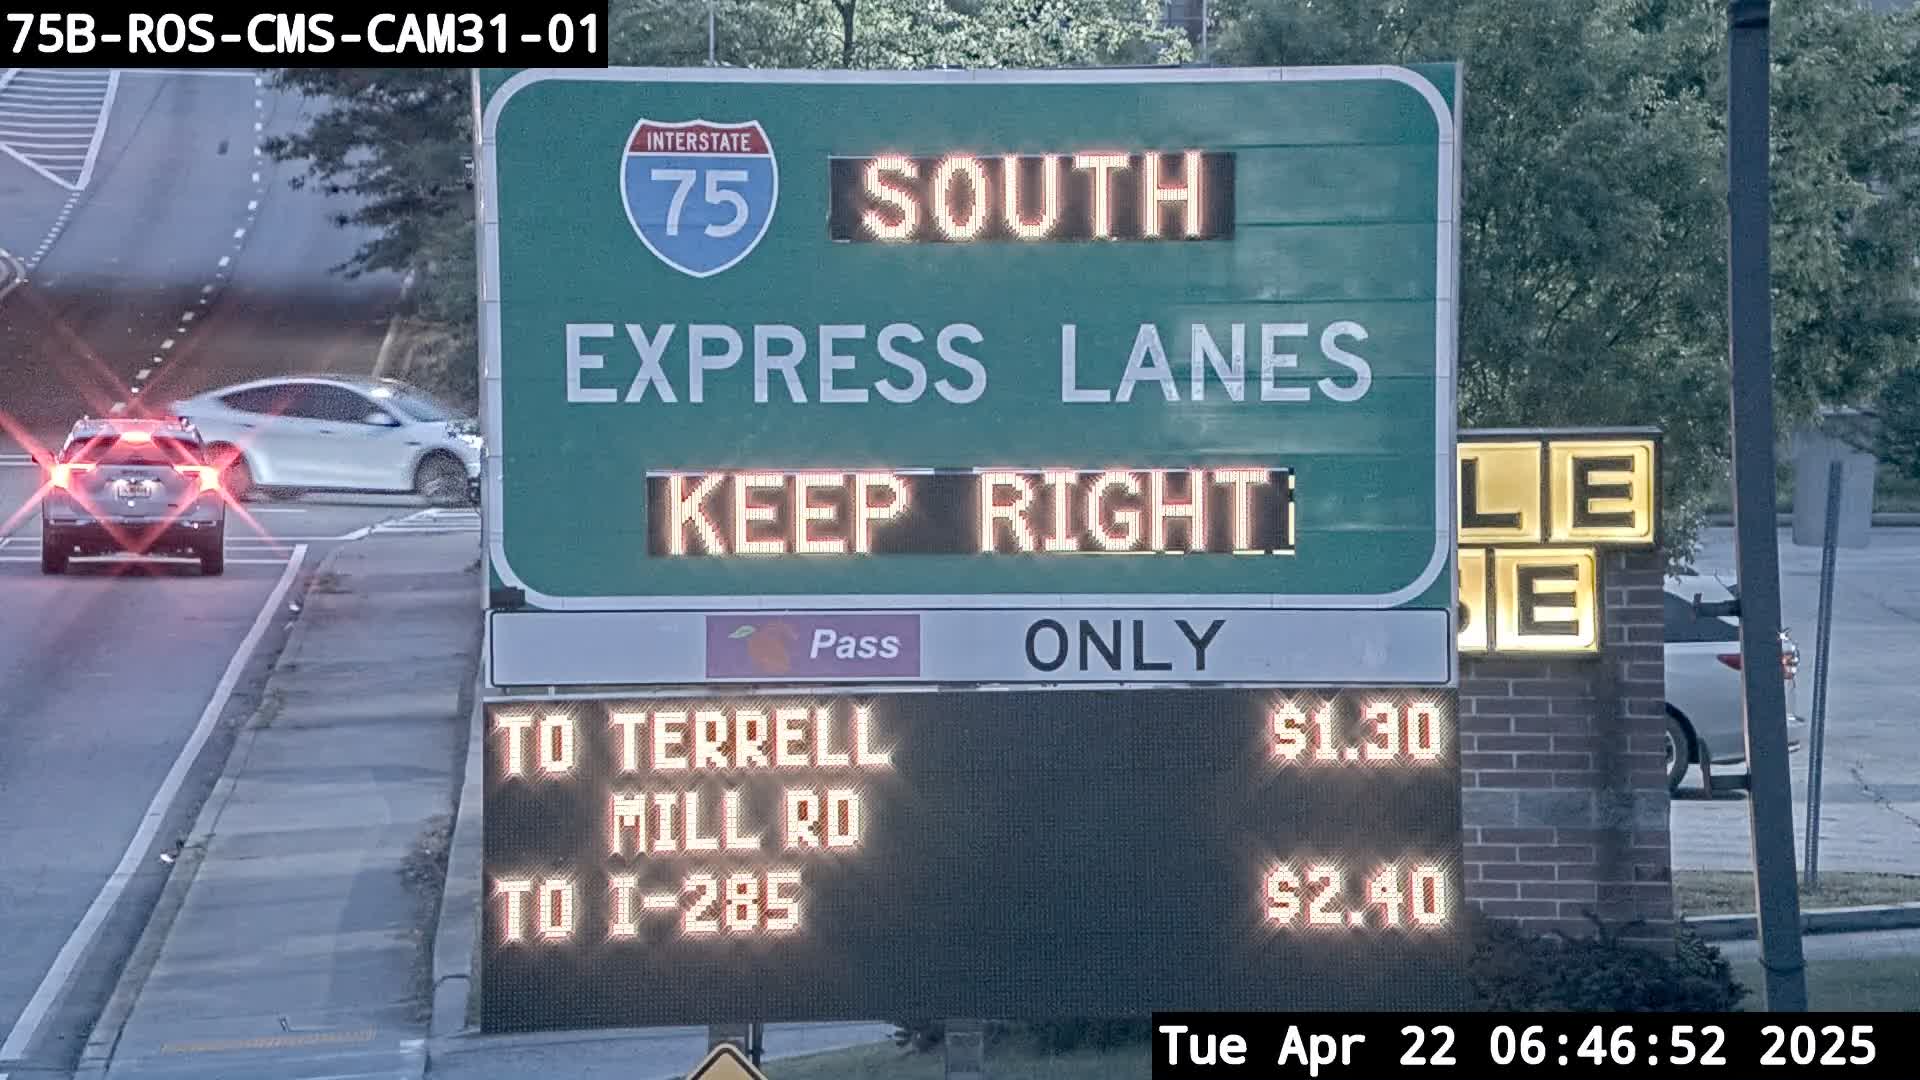 75B-ROS-CMS-CAM31-01
INTERSTATE
75
SOUTH
EXPRESS LANES
KEEP RIGHT
Pass ONLY
LE
E
TO TERRELL $1.30
MILL RD
TO I-285 $2.40
Tue Apr 22 06:46:52 2025